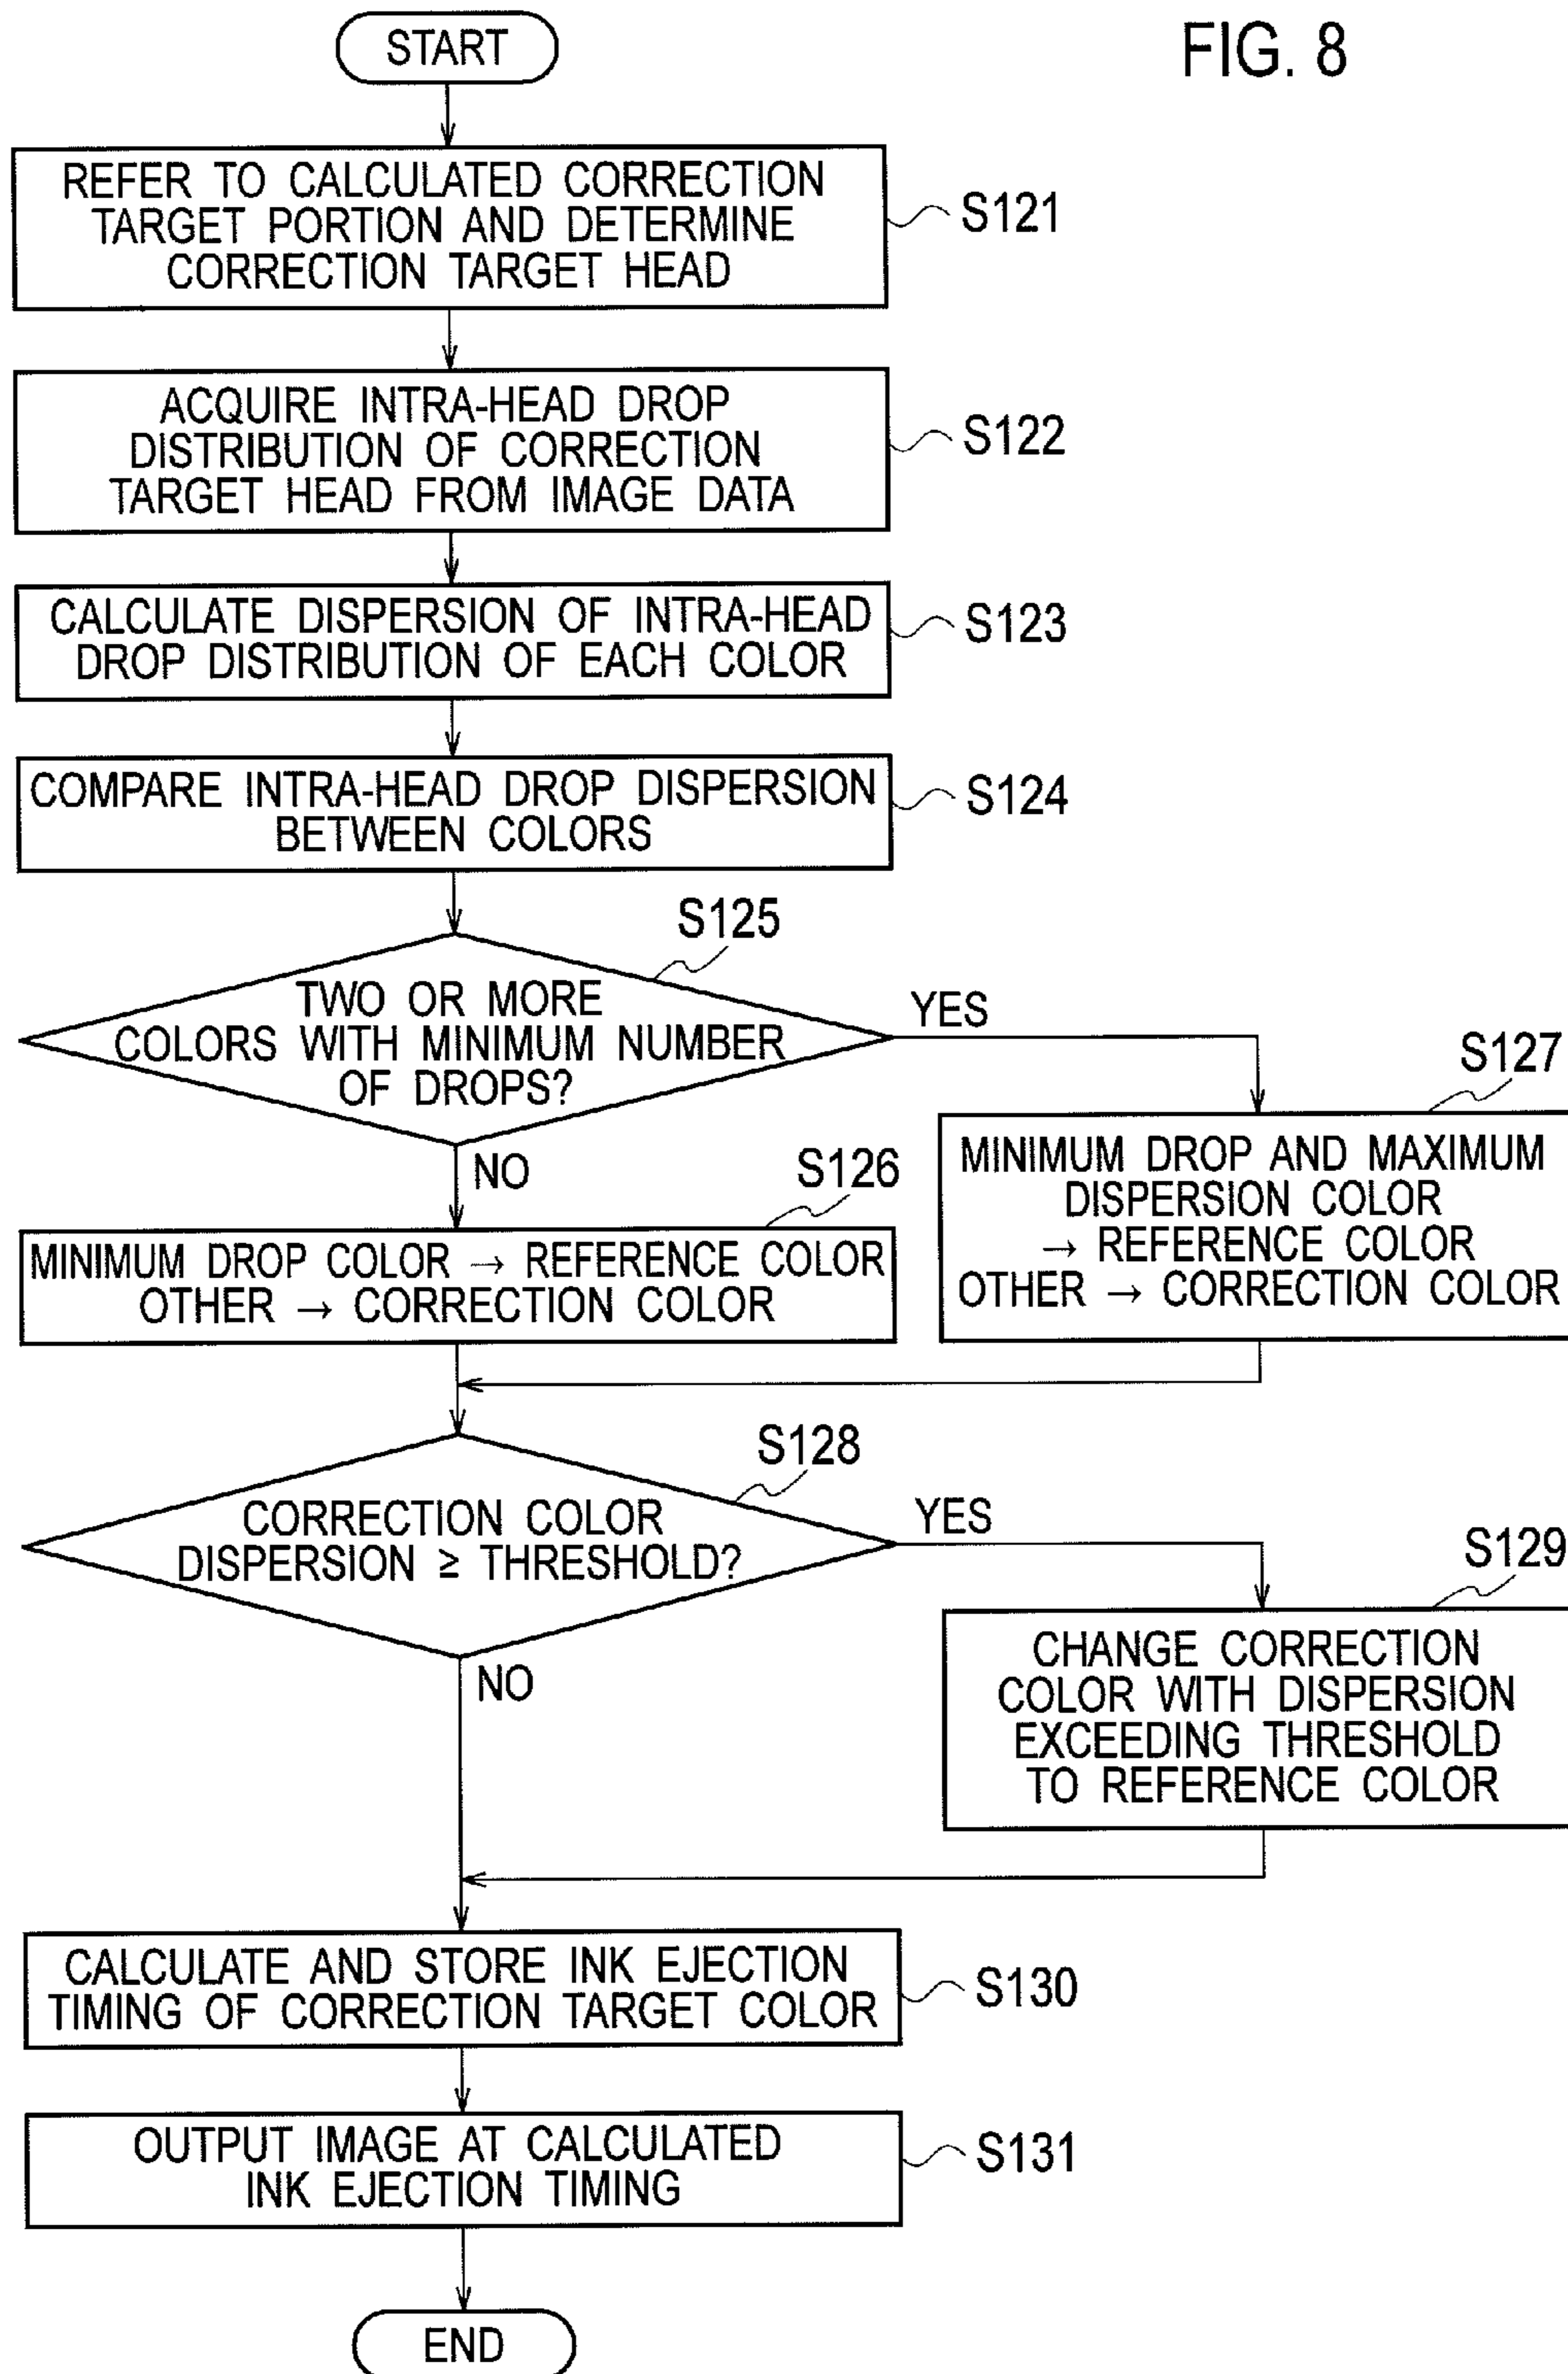 FIG. 8
START
REFER TO CALCULATED CORRECTION
TARGET PORTION AND DETERMINE
CORRECTION TARGET HEAD
S121
ACQUIRE INTRA-HEAD DROP
DISTRIBUTION OF CORRECTION
TARGET HEAD FROM IMAGE DATA
S122
CALCULATE DISPERSION OF INTRA-HEAD
DROP DISTRIBUTION OF EACH COLOR
S123
COMPARE INTRA-HEAD DROP DISPERSION
BETWEEN COLORS
S124
S125
TWO OR MORE
COLORS WITH MINIMUM NUMBER
OF DROPS?
YES
NO
S127
MINIMUM DROP AND MAXIMUM
DISPERSION COLOR
→ REFERENCE COLOR
OTHER → CORRECTION COLOR
S126
MINIMUM DROP COLOR → REFERENCE COLOR
OTHER → CORRECTION COLOR
S128
CORRECTION COLOR
DISPERSION ≥ THRESHOLD?
YES
NO
S129
CHANGE CORRECTION
COLOR WITH DISPERSION
EXCEEDING THRESHOLD
TO REFERENCE COLOR
CALCULATE AND STORE INK EJECTION
TIMING OF CORRECTION TARGET COLOR
S130
OUTPUT IMAGE AT CALCULATED
INK EJECTION TIMING
S131
END